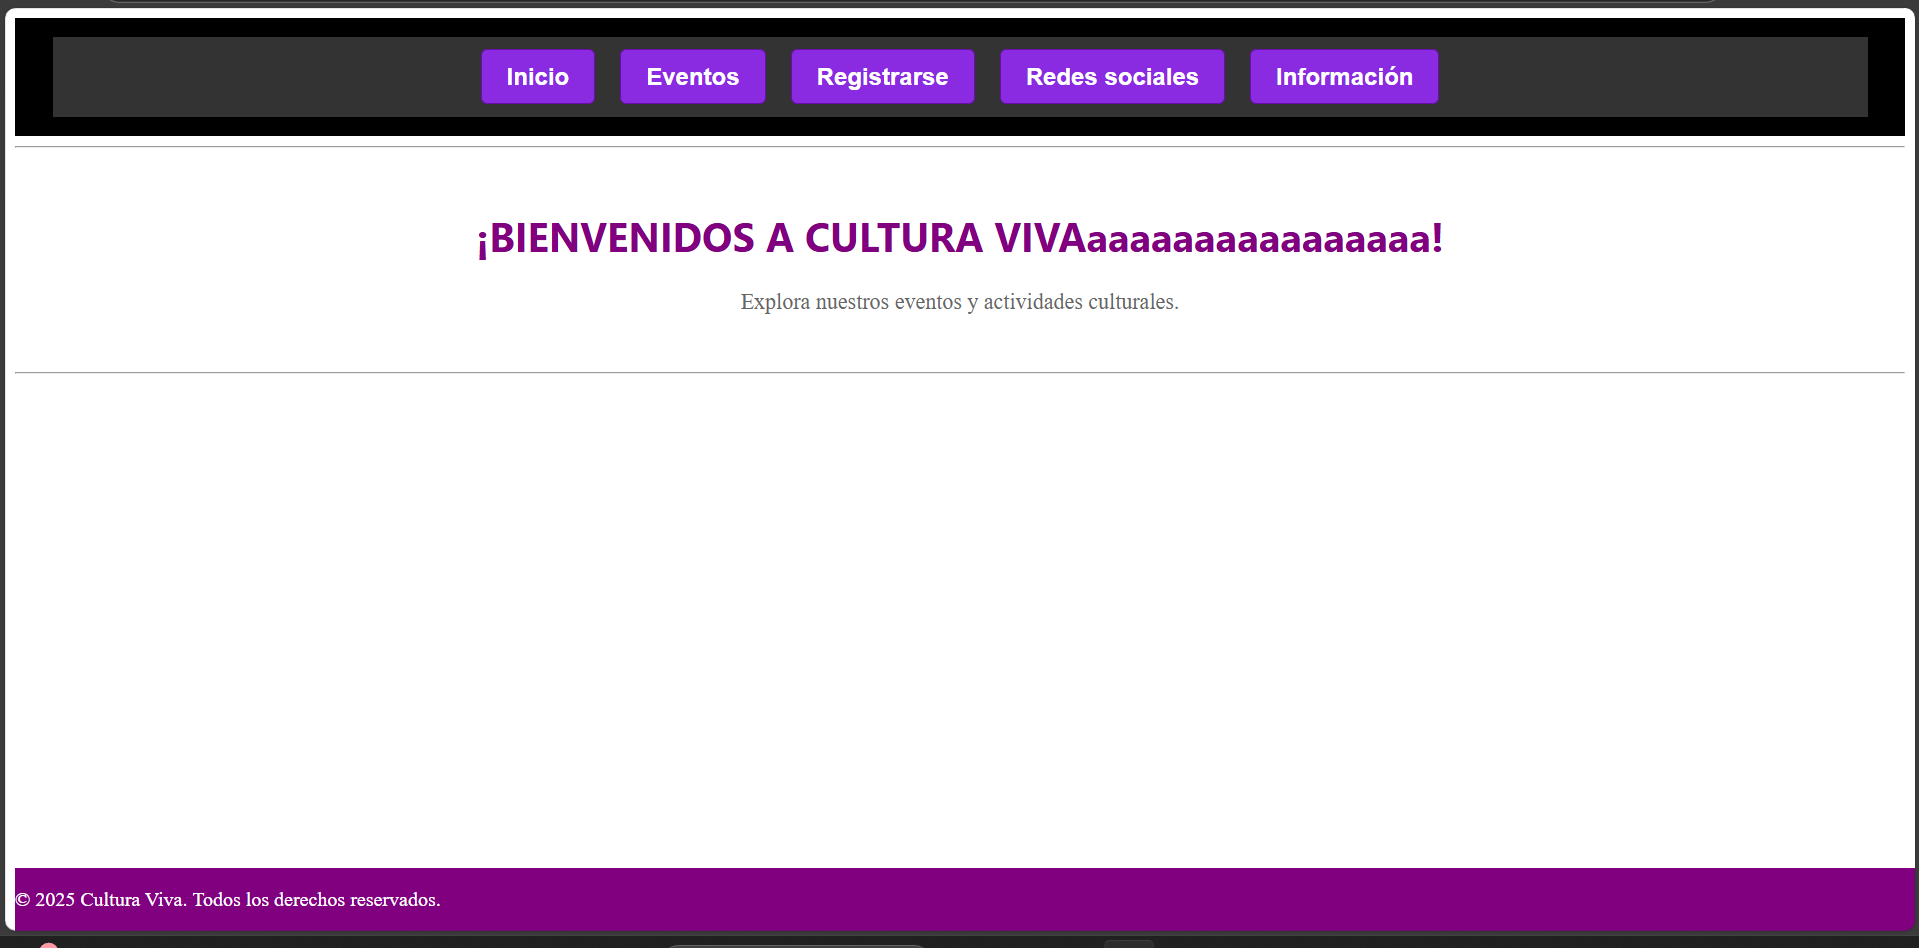 Inicio Eventos Registrarse Redes sociales Información
¡BIENVENIDOS A CULTURA VIVAaaaaaaaaaaaaaaaa!
Explora nuestros eventos y actividades culturales.
© 2025 Cultura Viva. Todos los derechos reservados.